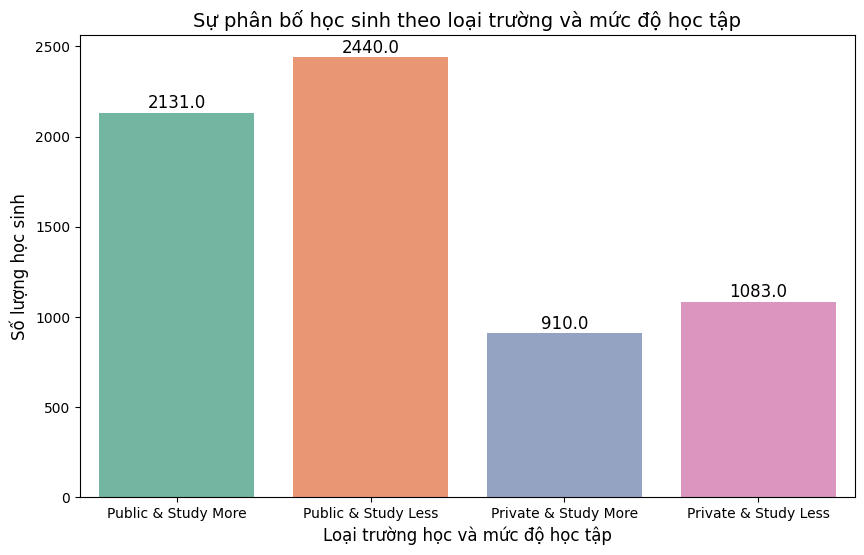 Sự phân bố học sinh theo loại trường và mức độ học tập
Số lượng học sinh
2500
2000
1500
1000
500
0
2131.0
2440.0
910.0
1083.0
Public & Study More
Public & Study Less
Private & Study More
Private & Study Less
Loại trường học và mức độ học tập